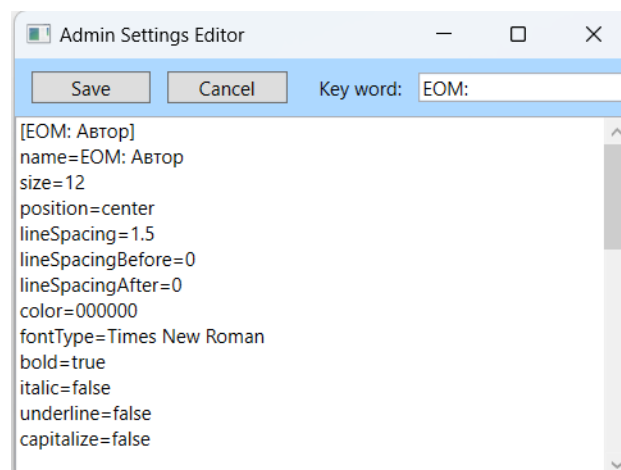 Admin Settings Editor
Save Cancel Key word: EOM:
[EOM: Автор]
name=EOM: Автор
size=12
position=center
lineSpacing=1.5
lineSpacingBefore=0
lineSpacingAfter=0
color=000000
fontType=Times New Roman
bold=true
italic=false
underline=false
capitalize=false